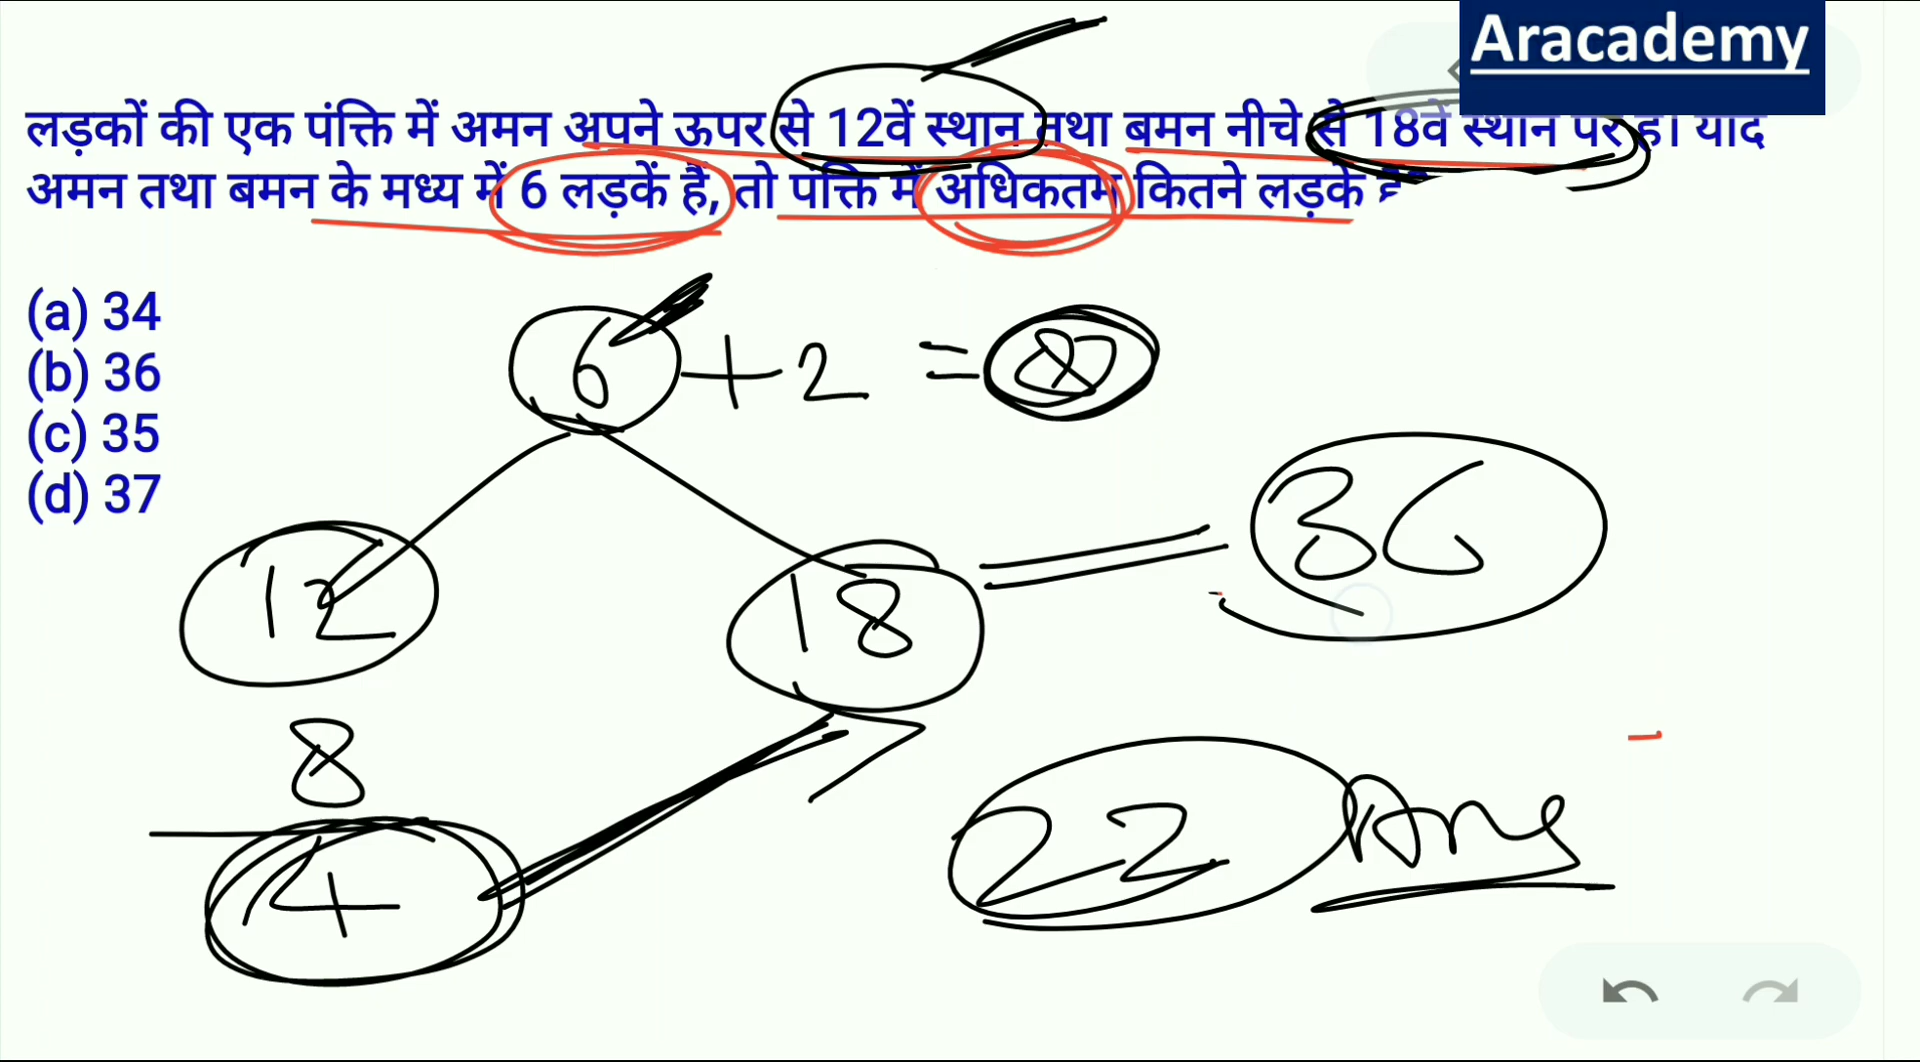 Aracademy
लड़कों की एक पंक्ति में अमन अपने ऊपर से 12वें स्थान तथा बमन नीचे से 18वें स्थान पर है। यदि
अमन तथा बमन के मध्य में 6 लड़कें है, तो पंक्ति में अधिकतम कितने लड़के है
(a) 34
(b) 36
(c) 35
(d) 37
6 + 2 = 8
12 18 = 36
8
4
22 Ans